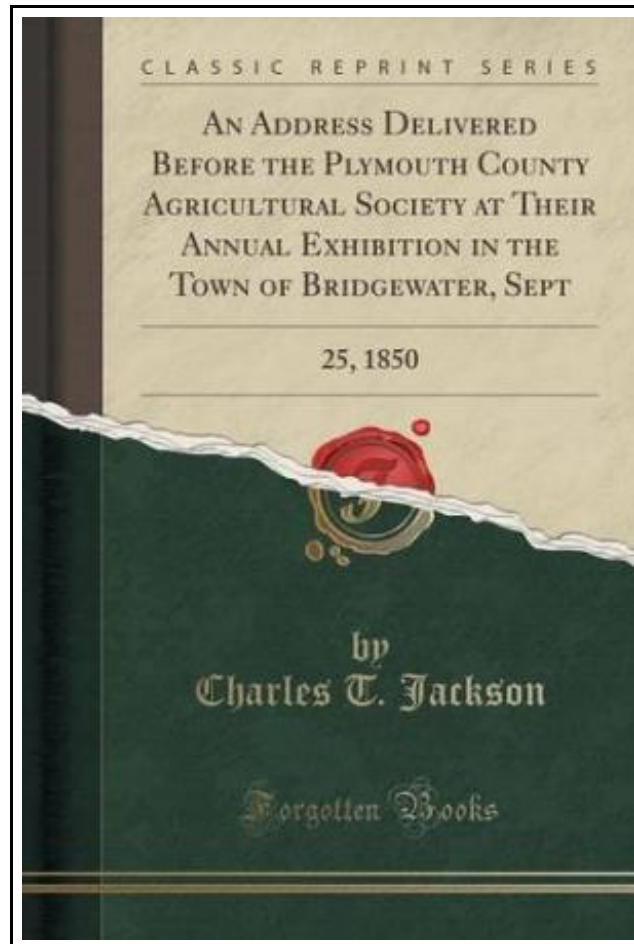 CLASSIC REPRINT SERIES
AN ADDRESS DELIVERED
BEFORE THE PLYMOUTH COUNTY
AGRICULTURAL SOCIETY AT THEIR
ANNUAL EXHIBITION IN THE
TOWN OF BRIDGEWATER, SEPT
25, 1850
by
Charles T. Jackson
Forgotten Books